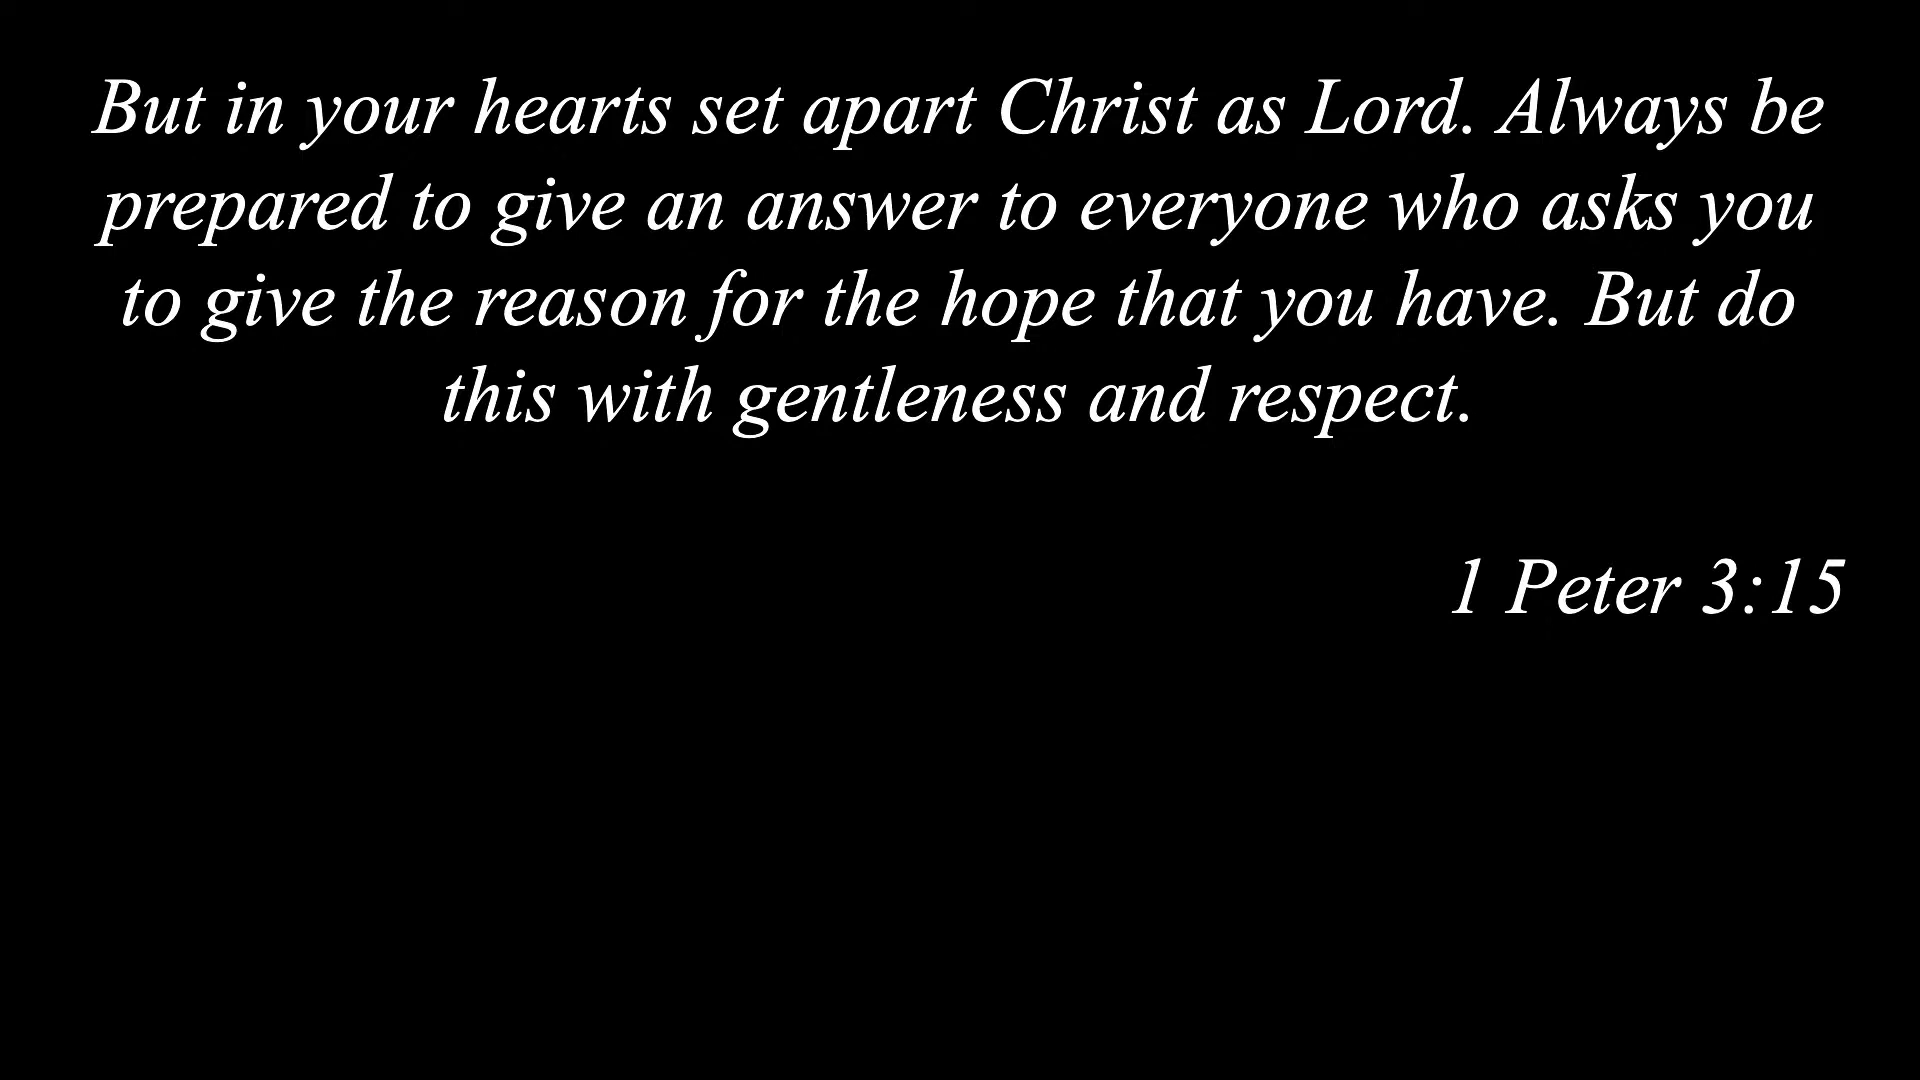 But in your hearts set apart Christ as Lord. Always be
prepared to give an answer to everyone who asks you
to give the reason for the hope that you have. But do
this with gentleness and respect.
1 Peter 3:15